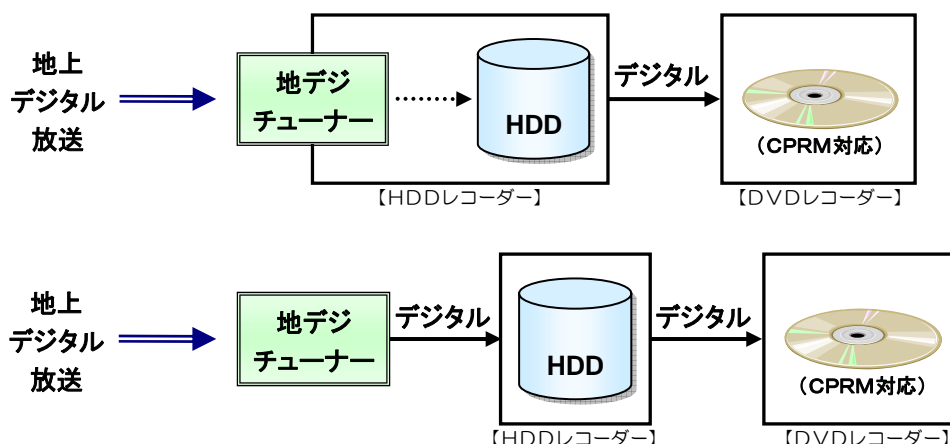 地上
デジタル
放送
地デジ
チューナー
HDD
デジタル
（CPRM対応）
【HDDレコーダー】
【DVDレコーダー】
地上
デジタル
放送
地デジ
チューナー
デジタル
HDD
デジタル
（CPRM対応）
【HDDレコーダー】
【DVDレコーダー】